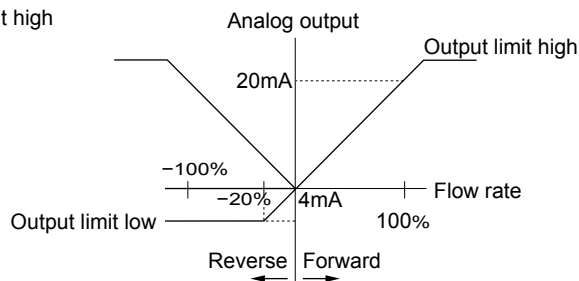 t high
Analog output
Output limit high
20mA
−100%
−20%
4mA
Flow rate
100%
Output limit low
Reverse
Forward